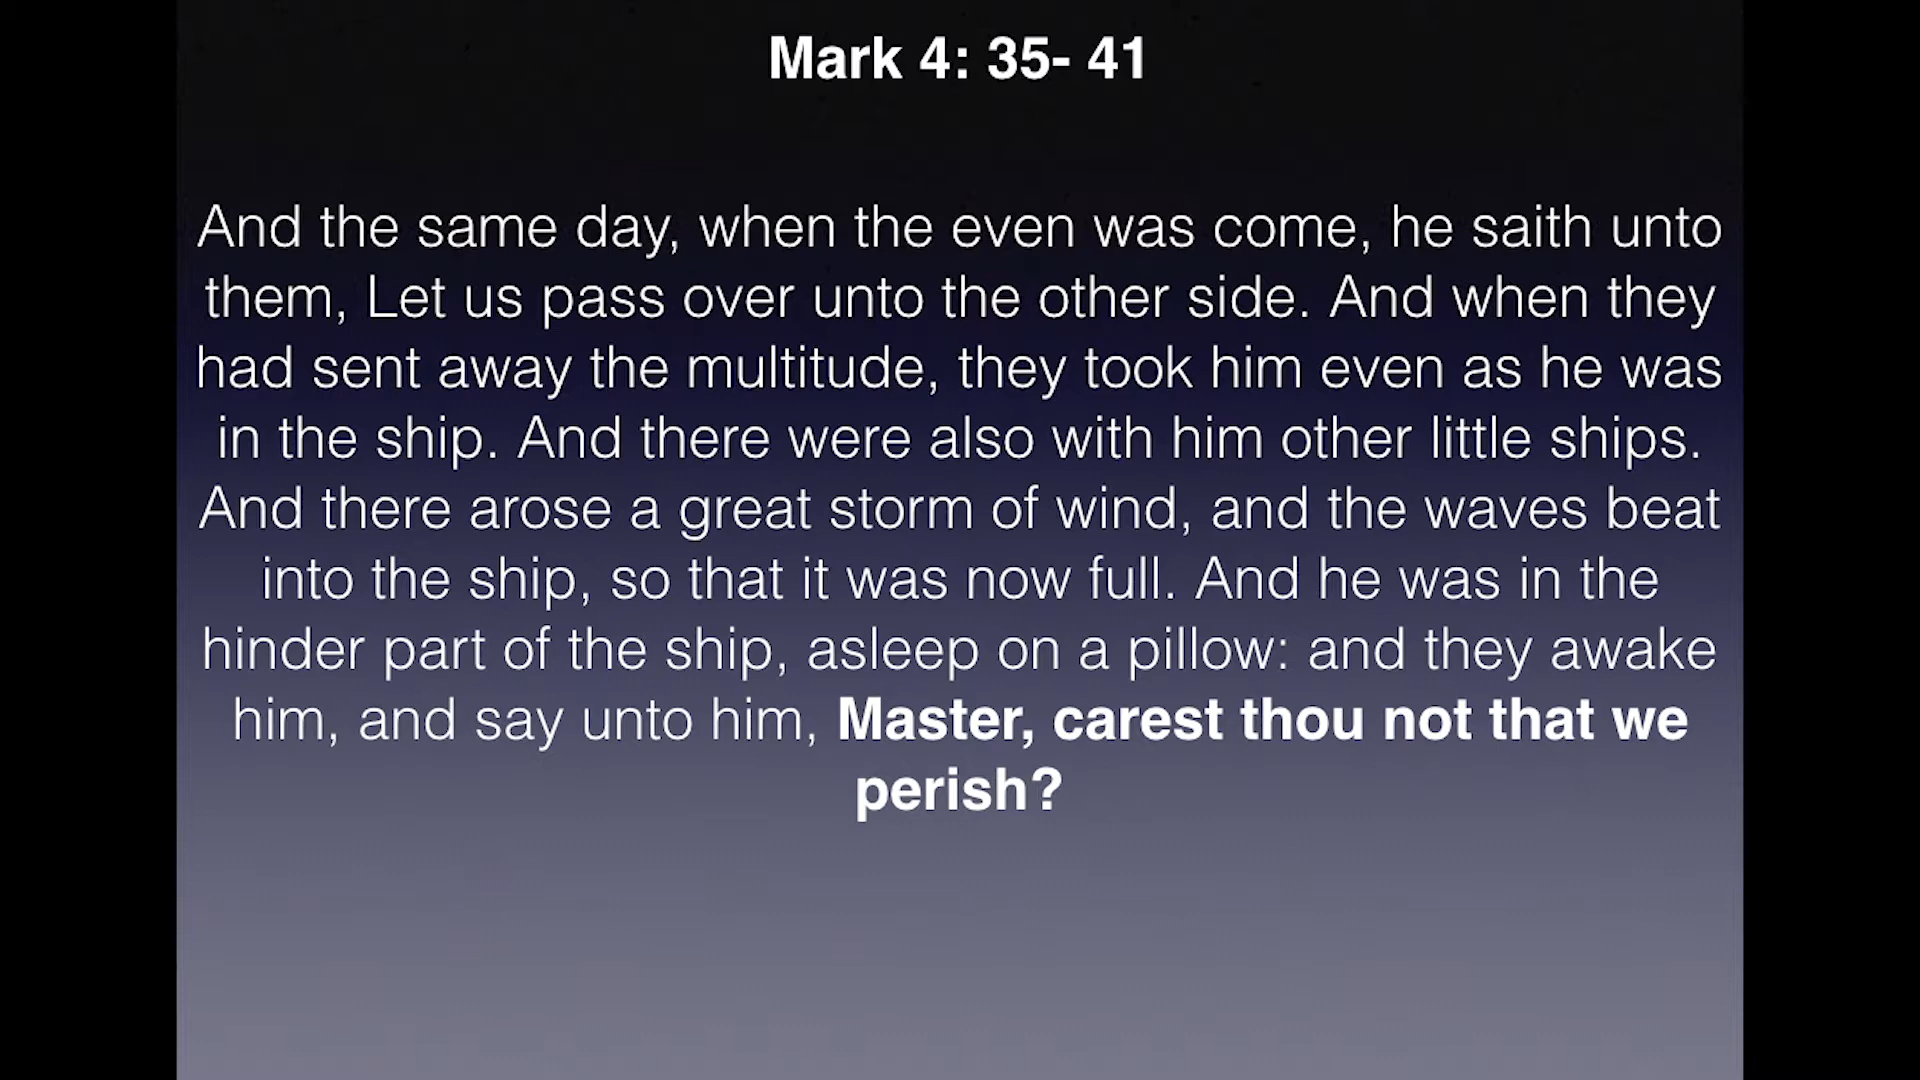 Mark 4: 35- 41
And the same day, when the even was come, he saith unto
them, Let us pass over unto the other side. And when they
had sent away the multitude, they took him even as he was
in the ship. And there were also with him other little ships.
And there arose a great storm of wind, and the waves beat
into the ship, so that it was now full. And he was in the
hinder part of the ship, asleep on a pillow: and they awake
him, and say unto him, Master, carest thou not that we
perish?